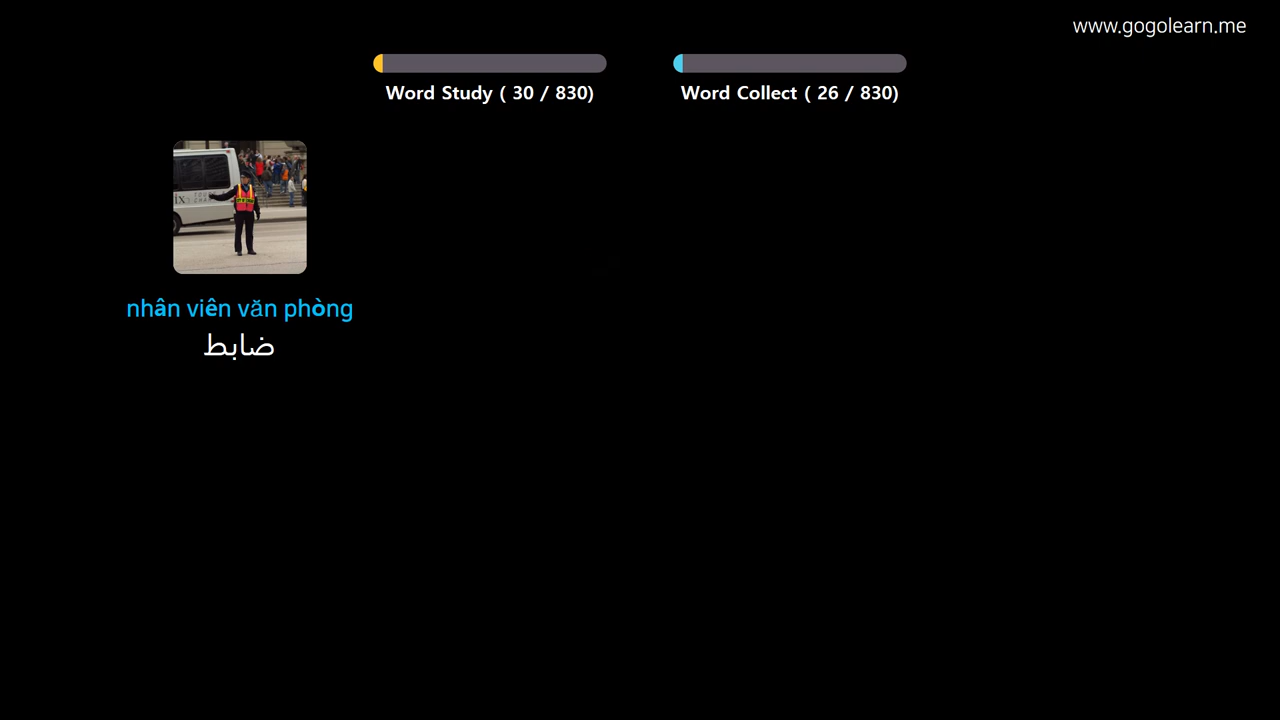 www.gogolearn.me
Word Study ( 30 / 830)
Word Collect ( 26 / 830)
nhân viên văn phòng
ضابط